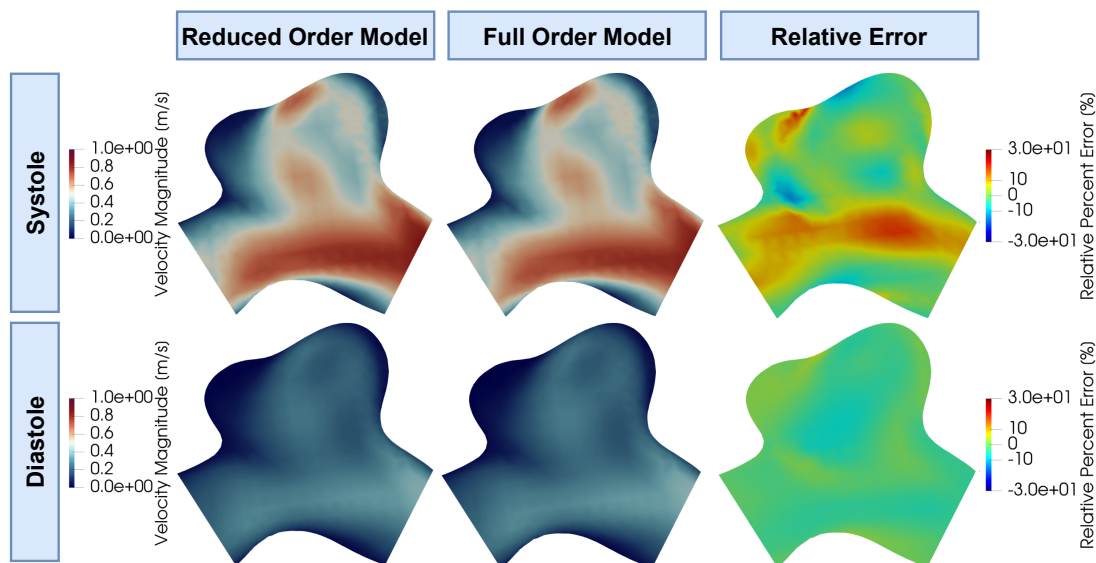 Reduced Order Model
Full Order Model
Relative Error
Systole
Velocity Magnitude (m/s)
1.0e+00
0.8
0.6
0.4
0.2
0.0e+00
3.0e+01
10
0
-10
-3.0e+01
Relative Percent Error (%)
Diastole
Velocity Magnitude (m/s)
1.0e+00
0.8
0.6
0.4
0.2
0.0e+00
3.0e+01
10
0
-10
-3.0e+01
Relative Percent Error (%)